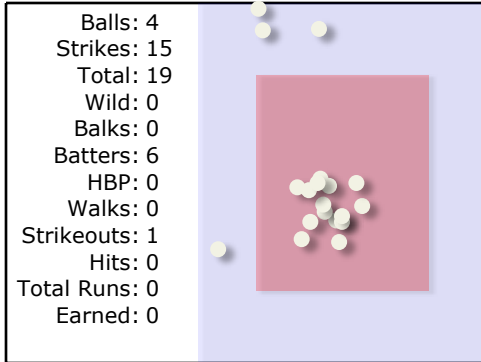 Balls: 4
Strikes: 15
Total: 19
Wild: 0
Balks: 0
Batters: 6
HBP: 0
Walks: 0
Strikeouts: 1
Hits: 0
Total Runs: 0
Earned: 0